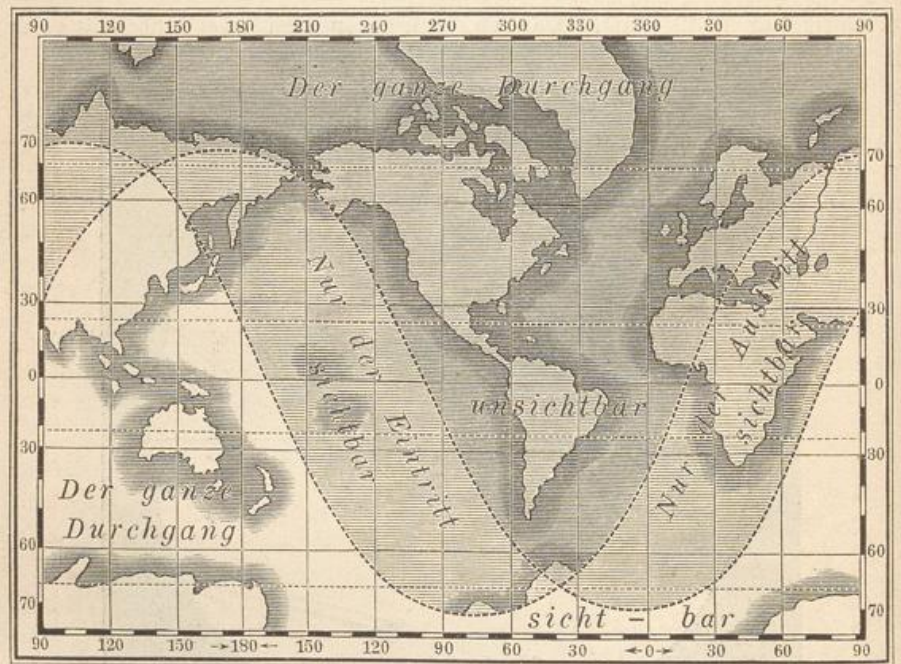 90 120 150 180 210 240 270 300 330 360 30 60 90
Der ganze Durchgang
70 70
60 60
Nur der Eintritt
sichtbar
Nur der Austritt
sichtbar
30 30
0 0
unsichtbar
30 30
Der ganze
Durchgang
60 60
70 70
sicht - bar
90 120 150 →180← 150 120 90 60 30 ←0→ 30 60 90